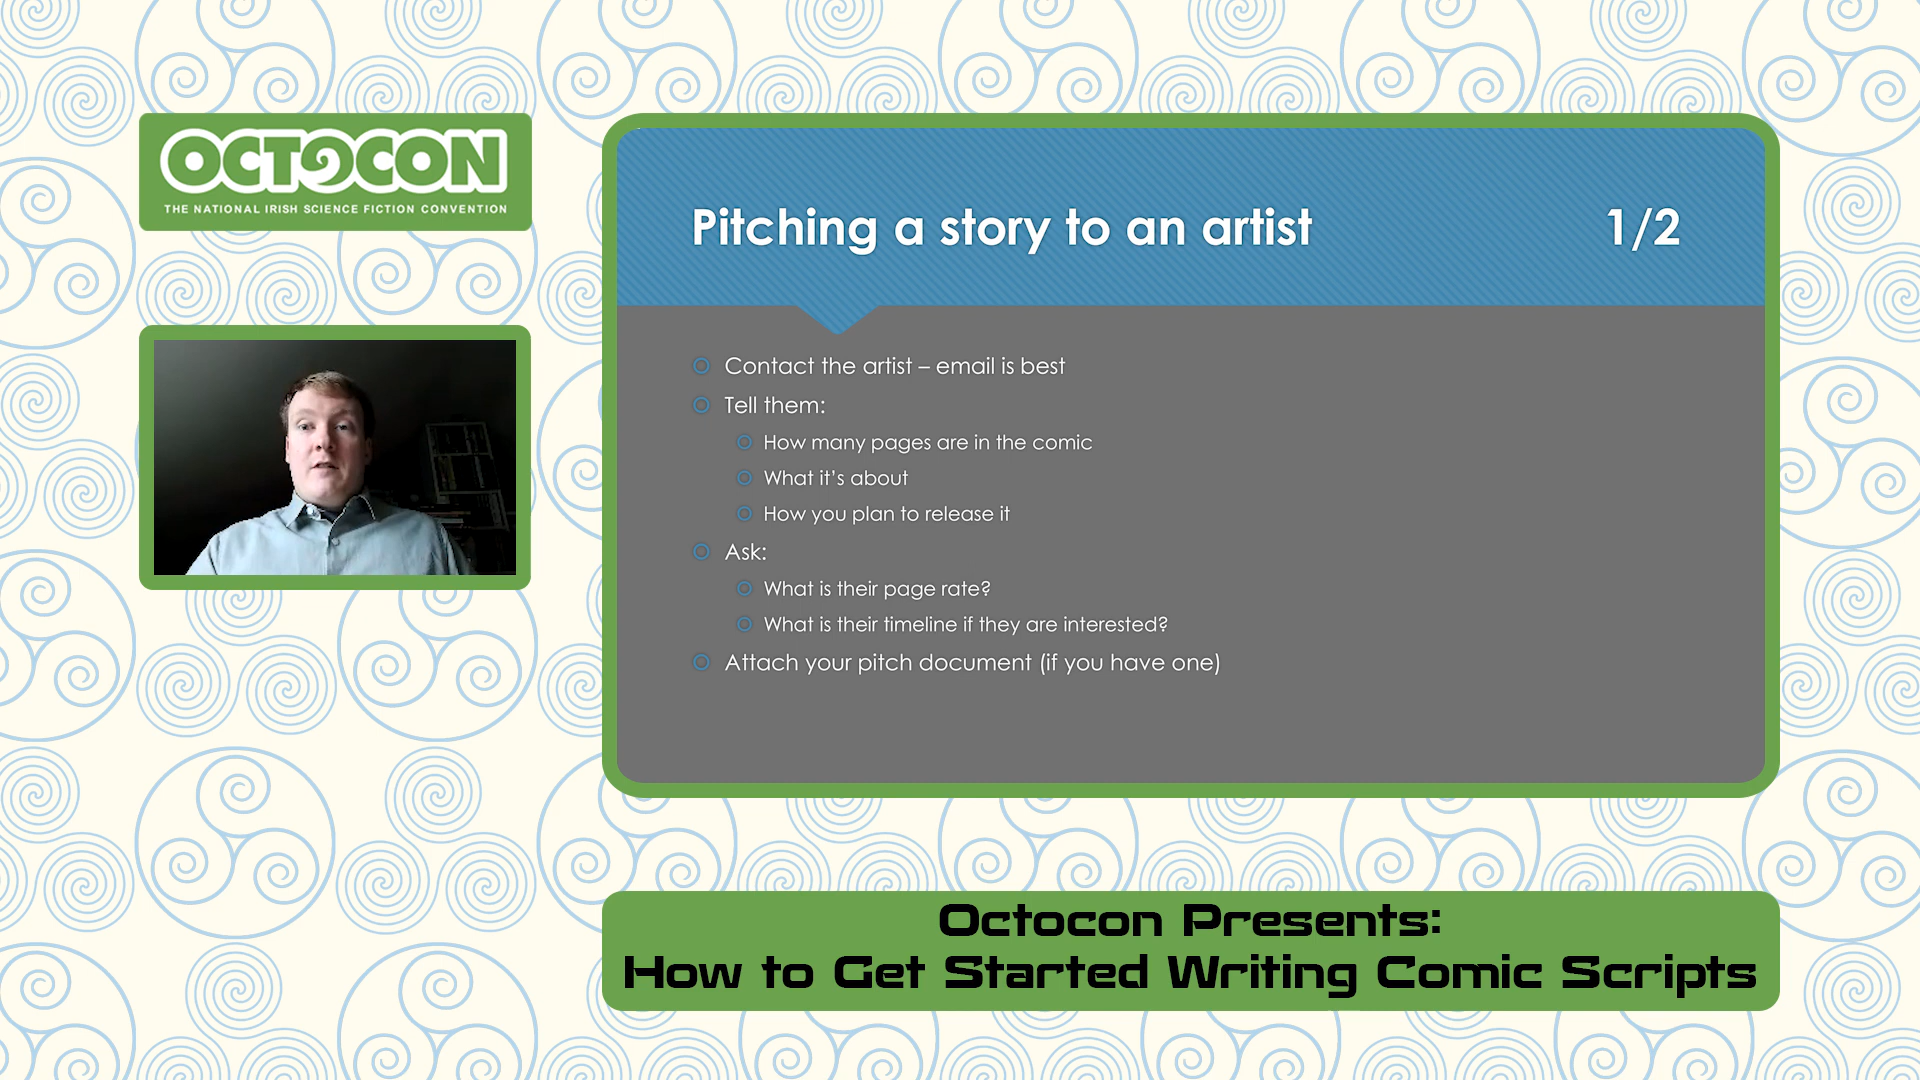 OCTOCON
THE NATIONAL IRISH SCIENCE FICTION CONVENTION
Pitching a story to an artist 1/2
Contact the artist – email is best
Tell them:
How many pages are in the comic
What it's about
How you plan to release it
Ask:
What is their page rate?
What is their timeline if they are interested?
Attach your pitch document (if you have one)
Octocon Presents:
How to Get Started Writing Comic Scripts